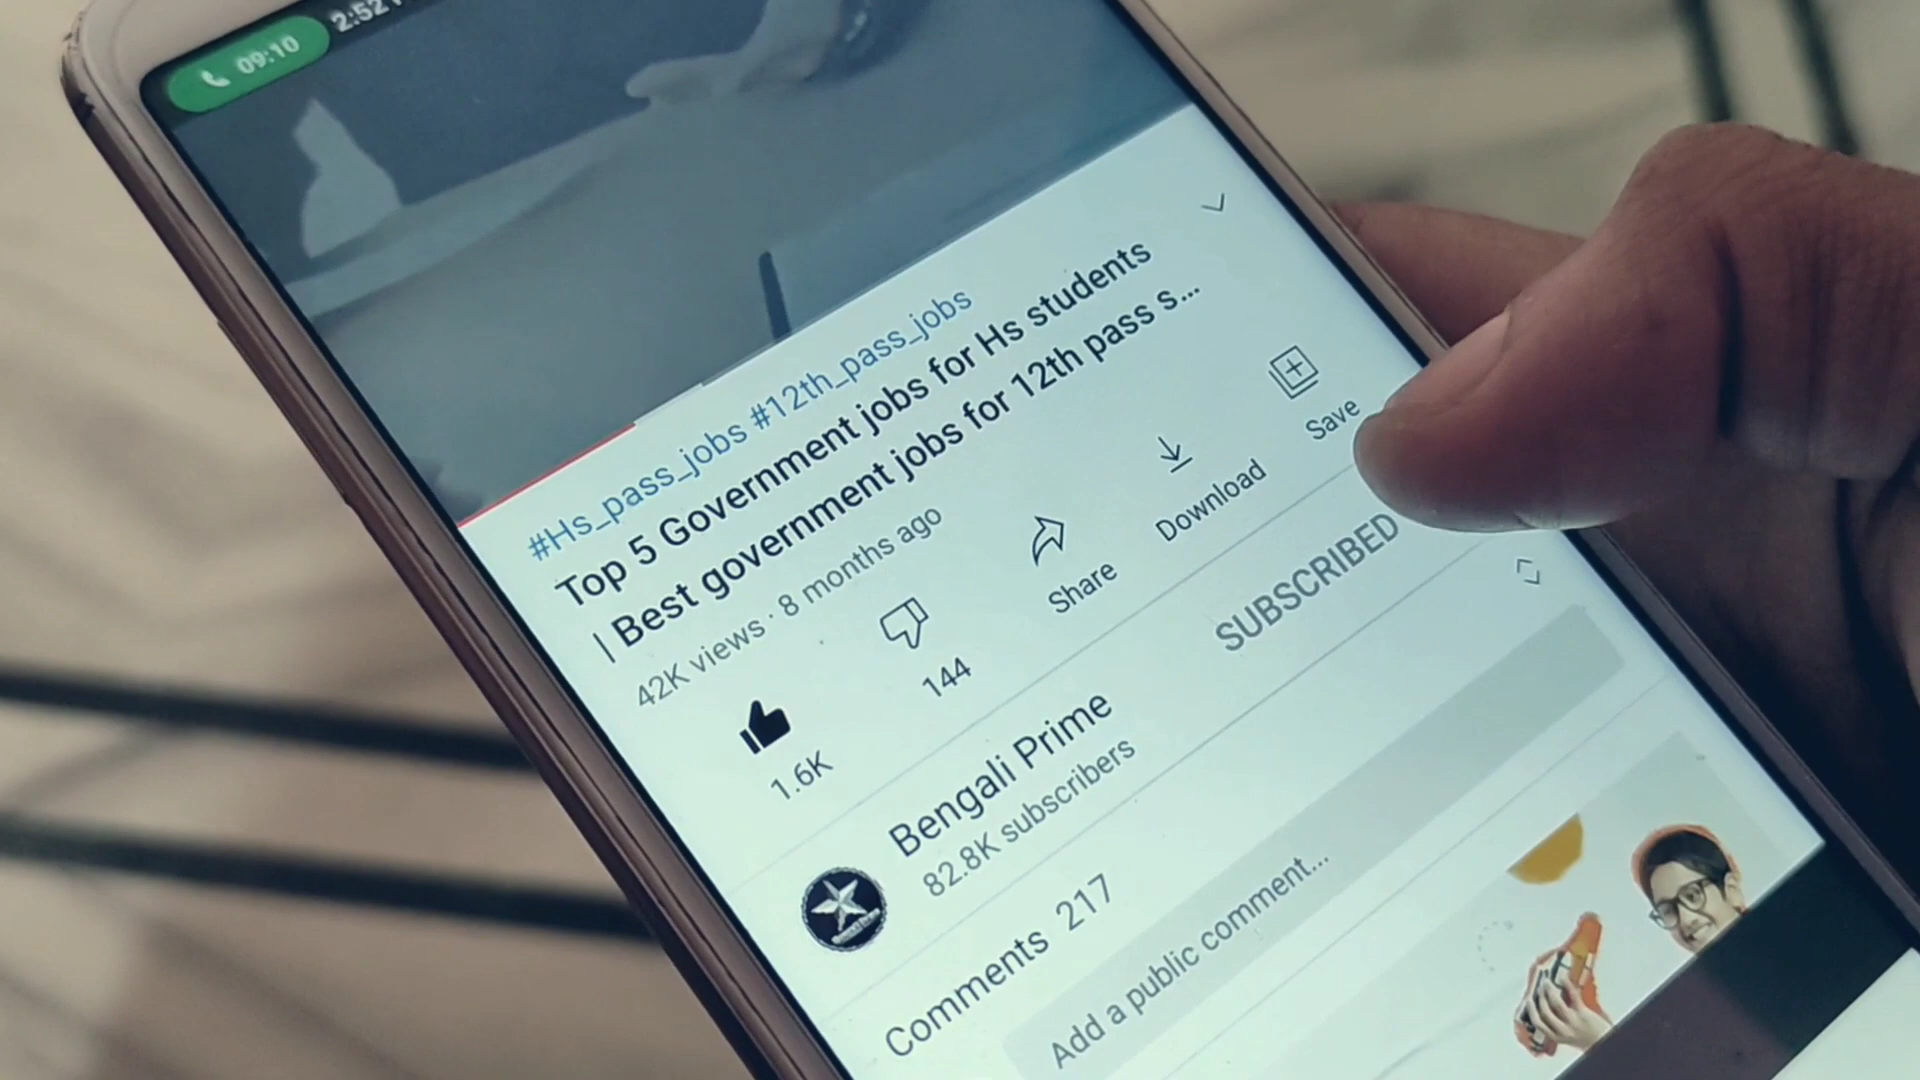 09:10 2:52
#Hs_pass_jobs #12th_pass_jobs
Top 5 Government jobs for Hs students
| Best government jobs for 12th pass s...
42K views · 8 months ago
1.6K
144
Share
Download
Save
Bengali Prime
82.8K subscribers
SUBSCRIBED
Comments 217
Add a public comment...